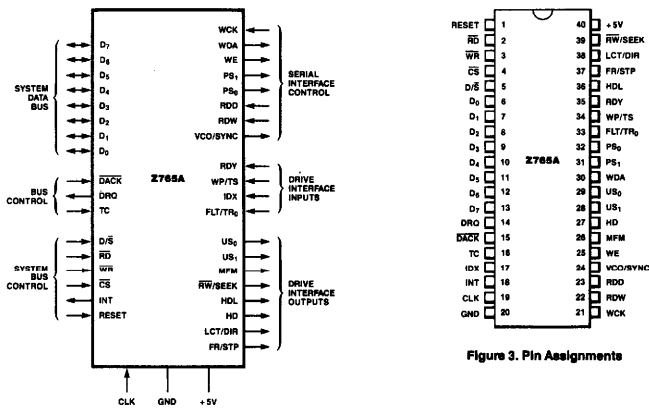 WCK
D7
WDA
D6
WE
SYSTEM
DATA
BUS
D5
PS1
SERIAL
INTERFACE
CONTROL
D4
PS0
D3
RDD
D2
RDW
D1
VCO/SYNC
D0
RDY
BUS
CONTROL
DACK
Z765A
WP/TS
DRIVE
INTERFACE
INPUTS
DRQ
IDX
TC
FLT/TR0
D/S
US0
RD
US1
SYSTEM
BUS
CONTROL
WR
MFM
CS
RW/SEEK
DRIVE
INTERFACE
OUTPUTS
INT
HDL
RESET
HD
LCT/DIR
FR/STP
CLK GND +5V
RESET 1 40 +5V
RD 2 39 RW/SEEK
WR 3 38 LCT/DIR
CS 4 37 FR/STP
D/S 5 36 HDL
D0 6 35 RDY
D1 7 34 WP/TS
D2 8 33 FLT/TR0
D3 9 32 PS0
D4 10 Z765A 31 PS1
D5 11 30 WDA
D6 12 29 US0
D7 13 28 US1
DRQ 14 27 HD
DACK 15 26 MFM
TC 16 25 WE
IDX 17 24 VCO/SYNC
INT 18 23 RDD
CLK 19 22 RDW
GND 20 21 WCK
Figure 3. Pin Assignments